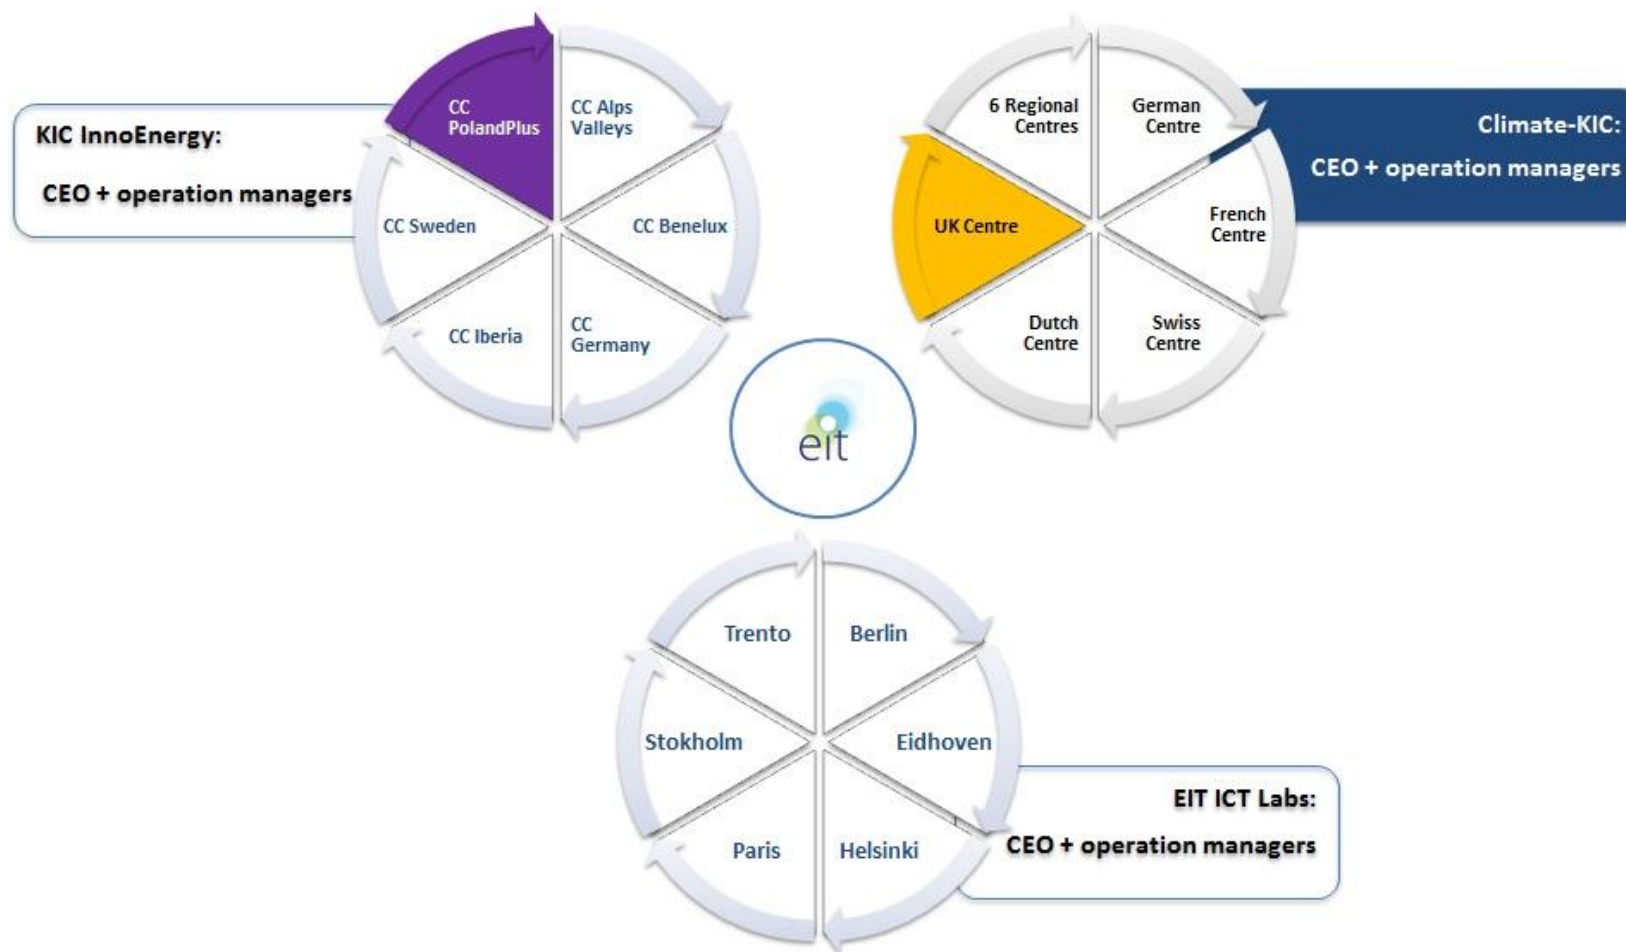 KIC InnoEnergy:
CEO + operation managers
CC
PolandPlus
CC Alps
Valleys
CC Sweden
CC Benelux
CC Iberia
CC
Germany
6 Regional
Centres
German
Centre
UK Centre
French
Centre
Dutch
Centre
Swiss
Centre
Climate-KIC:
CEO + operation managers
eit
Trento
Berlin
Stokholm
Eidhoven
Paris
Helsinki
EIT ICT Labs:
CEO + operation managers